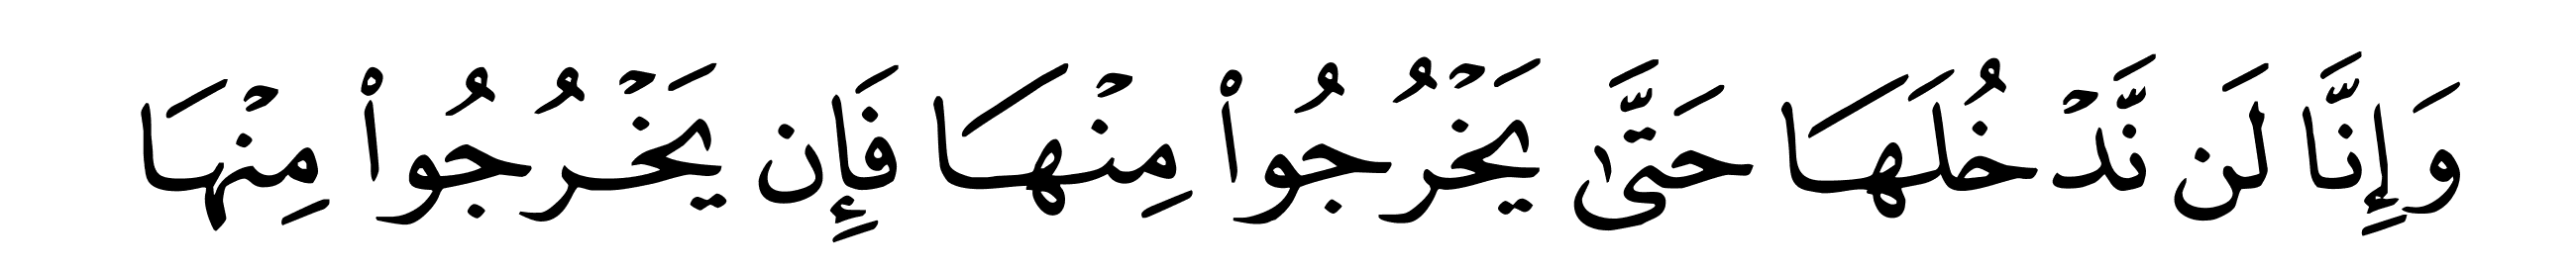 وَإِنَّا لَن نَّدۡخُلَهَا حَتَّىٰ يَخۡرُجُواْ مِنۡهَا فَإِن يَخۡرُجُواْ مِنۡهَا